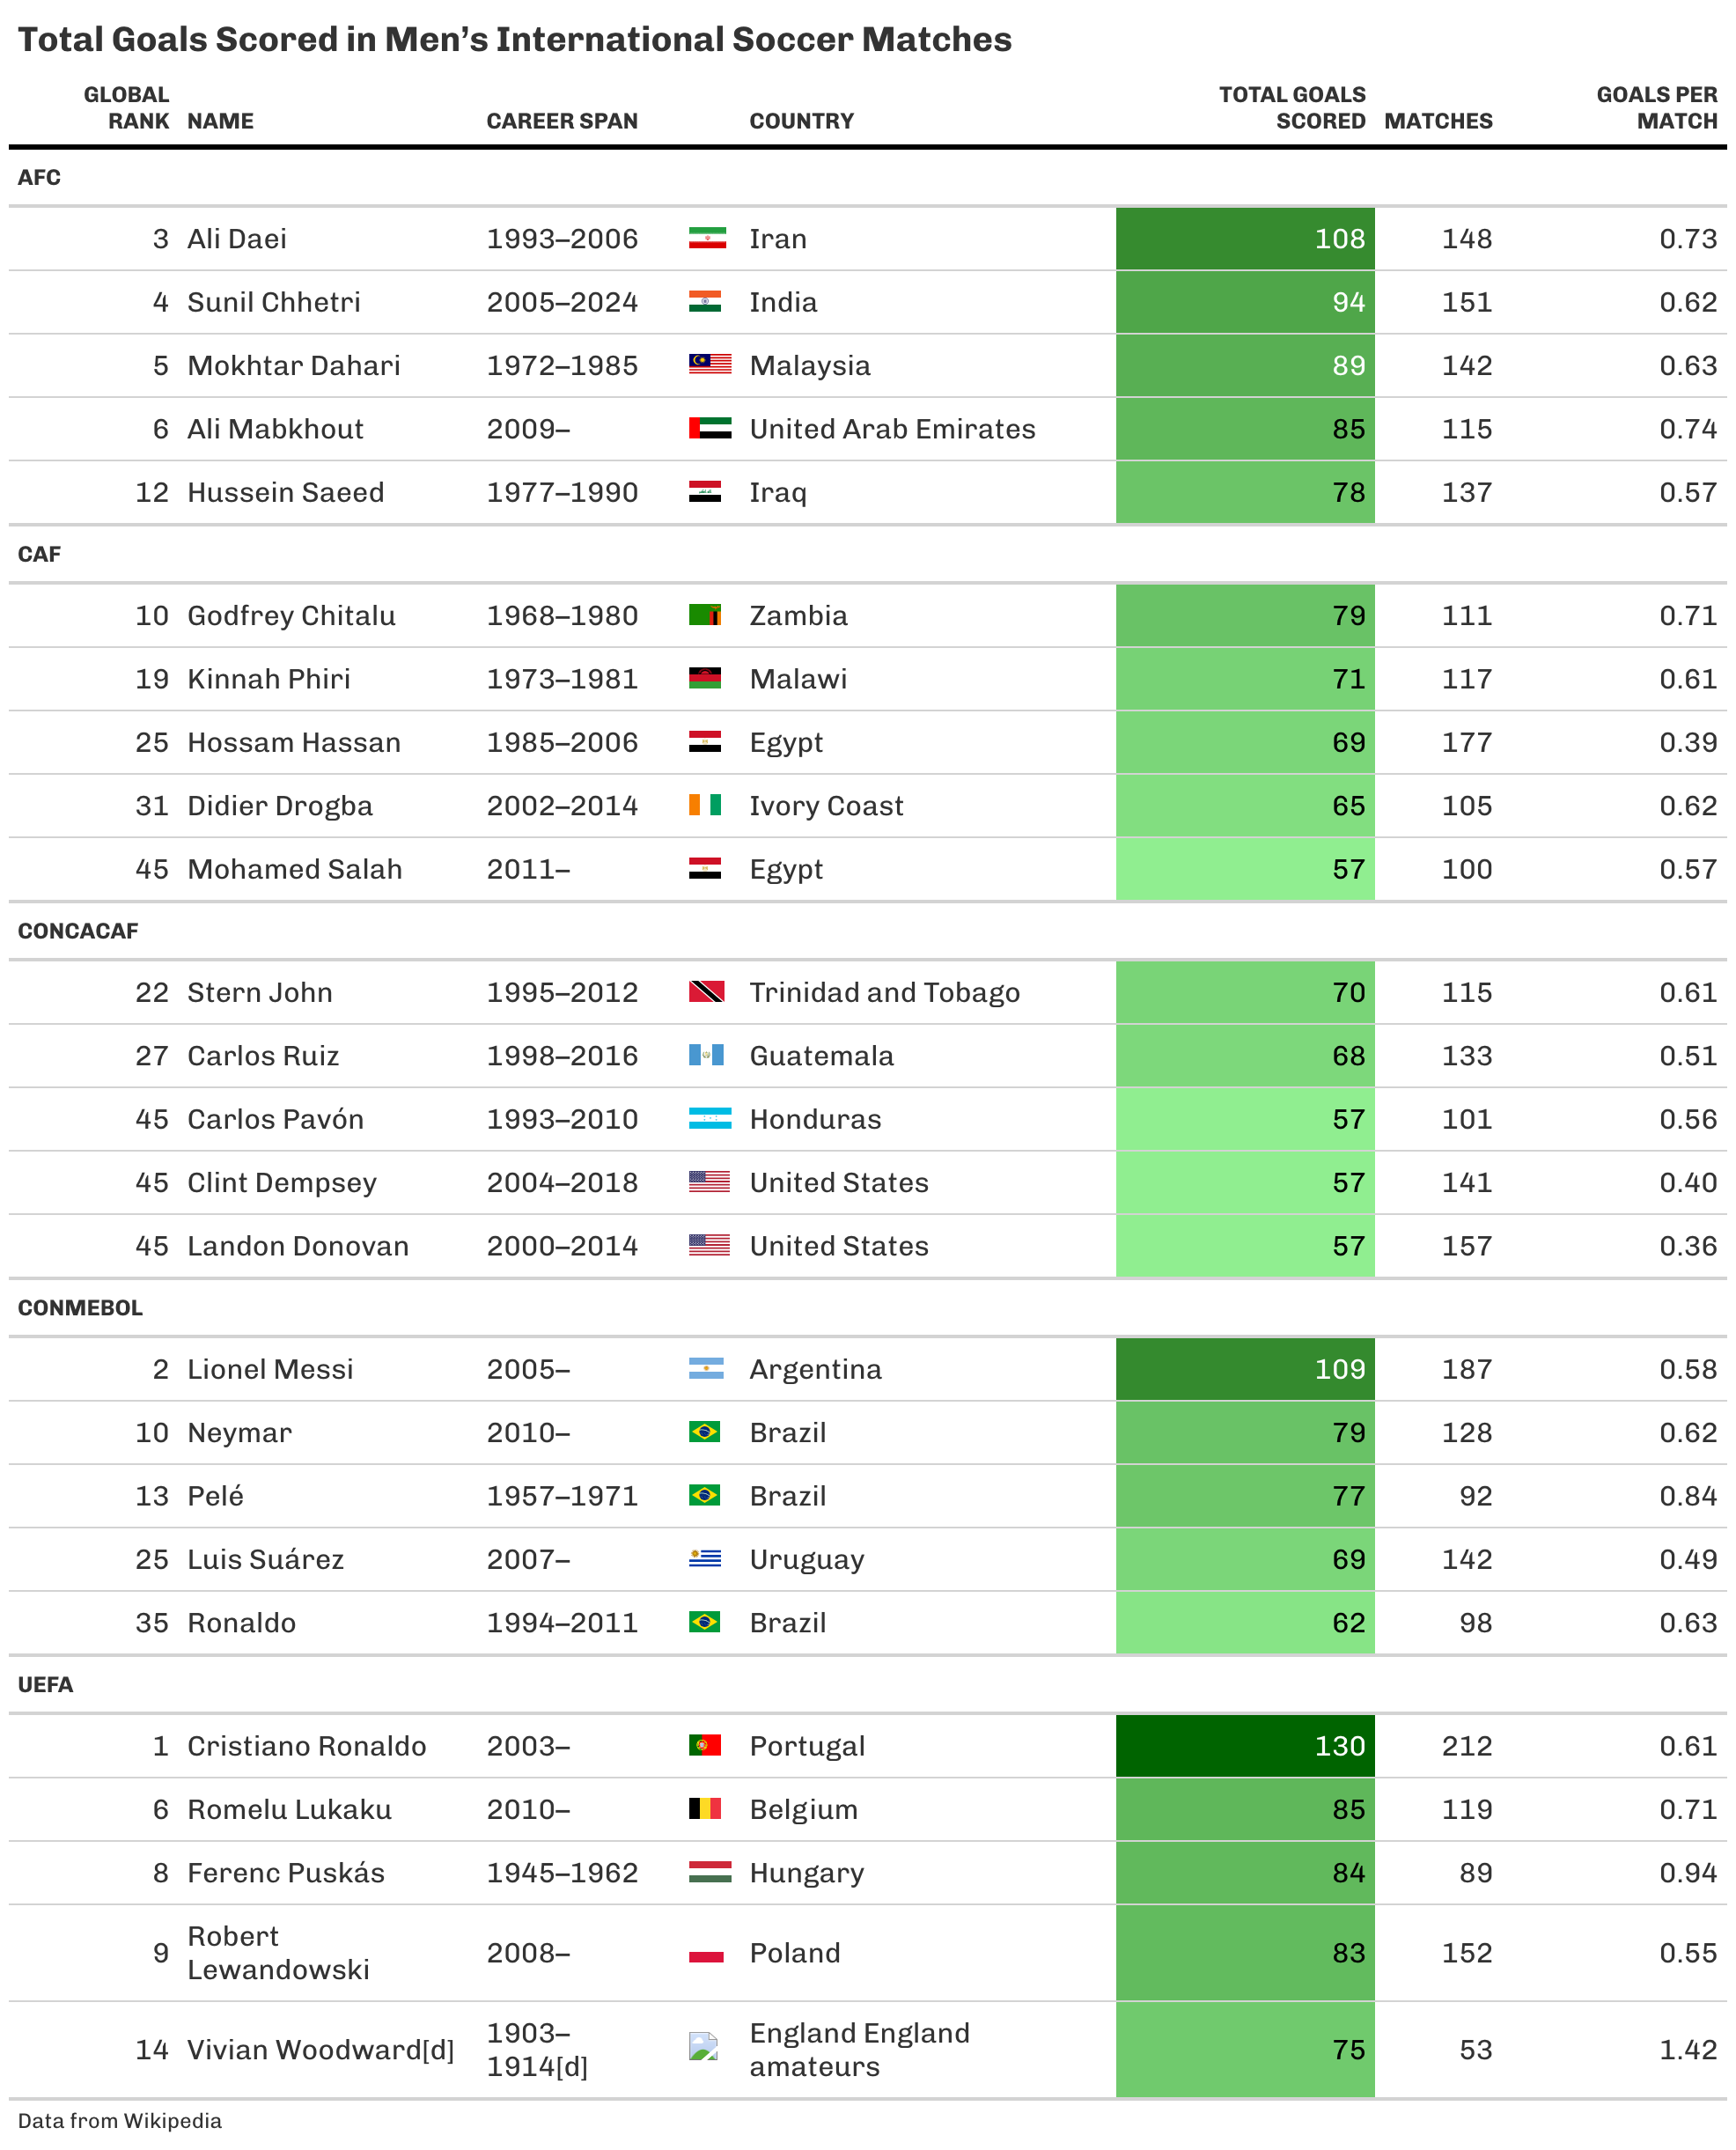 Total Goals Scored in Men’s International Soccer Matches
GLOBAL RANK NAME CAREER SPAN COUNTRY TOTAL GOALS SCORED MATCHES GOALS PER MATCH
AFC
3 Ali Daei 1993–2006 Iran 108 148 0.73
4 Sunil Chhetri 2005–2024 India 94 151 0.62
5 Mokhtar Dahari 1972–1985 Malaysia 89 142 0.63
6 Ali Mabkhout 2009– United Arab Emirates 85 115 0.74
12 Hussein Saeed 1977–1990 Iraq 78 137 0.57
CAF
10 Godfrey Chitalu 1968–1980 Zambia 79 111 0.71
19 Kinnah Phiri 1973–1981 Malawi 71 117 0.61
25 Hossam Hassan 1985–2006 Egypt 69 177 0.39
31 Didier Drogba 2002–2014 Ivory Coast 65 105 0.62
45 Mohamed Salah 2011– Egypt 57 100 0.57
CONCACAF
22 Stern John 1995–2012 Trinidad and Tobago 70 115 0.61
27 Carlos Ruiz 1998–2016 Guatemala 68 133 0.51
45 Carlos Pavón 1993–2010 Honduras 57 101 0.56
45 Clint Dempsey 2004–2018 United States 57 141 0.40
45 Landon Donovan 2000–2014 United States 57 157 0.36
CONMEBOL
2 Lionel Messi 2005– Argentina 109 187 0.58
10 Neymar 2010– Brazil 79 128 0.62
13 Pelé 1957–1971 Brazil 77 92 0.84
25 Luis Suárez 2007– Uruguay 69 142 0.49
35 Ronaldo 1994–2011 Brazil 62 98 0.63
UEFA
1 Cristiano Ronaldo 2003– Portugal 130 212 0.61
6 Romelu Lukaku 2010– Belgium 85 119 0.71
8 Ferenc Puskás 1945–1962 Hungary 84 89 0.94
9 Robert Lewandowski 2008– Poland 83 152 0.55
14 Vivian Woodward[d] 1903–1914[d] England England amateurs 75 53 1.42
Data from Wikipedia